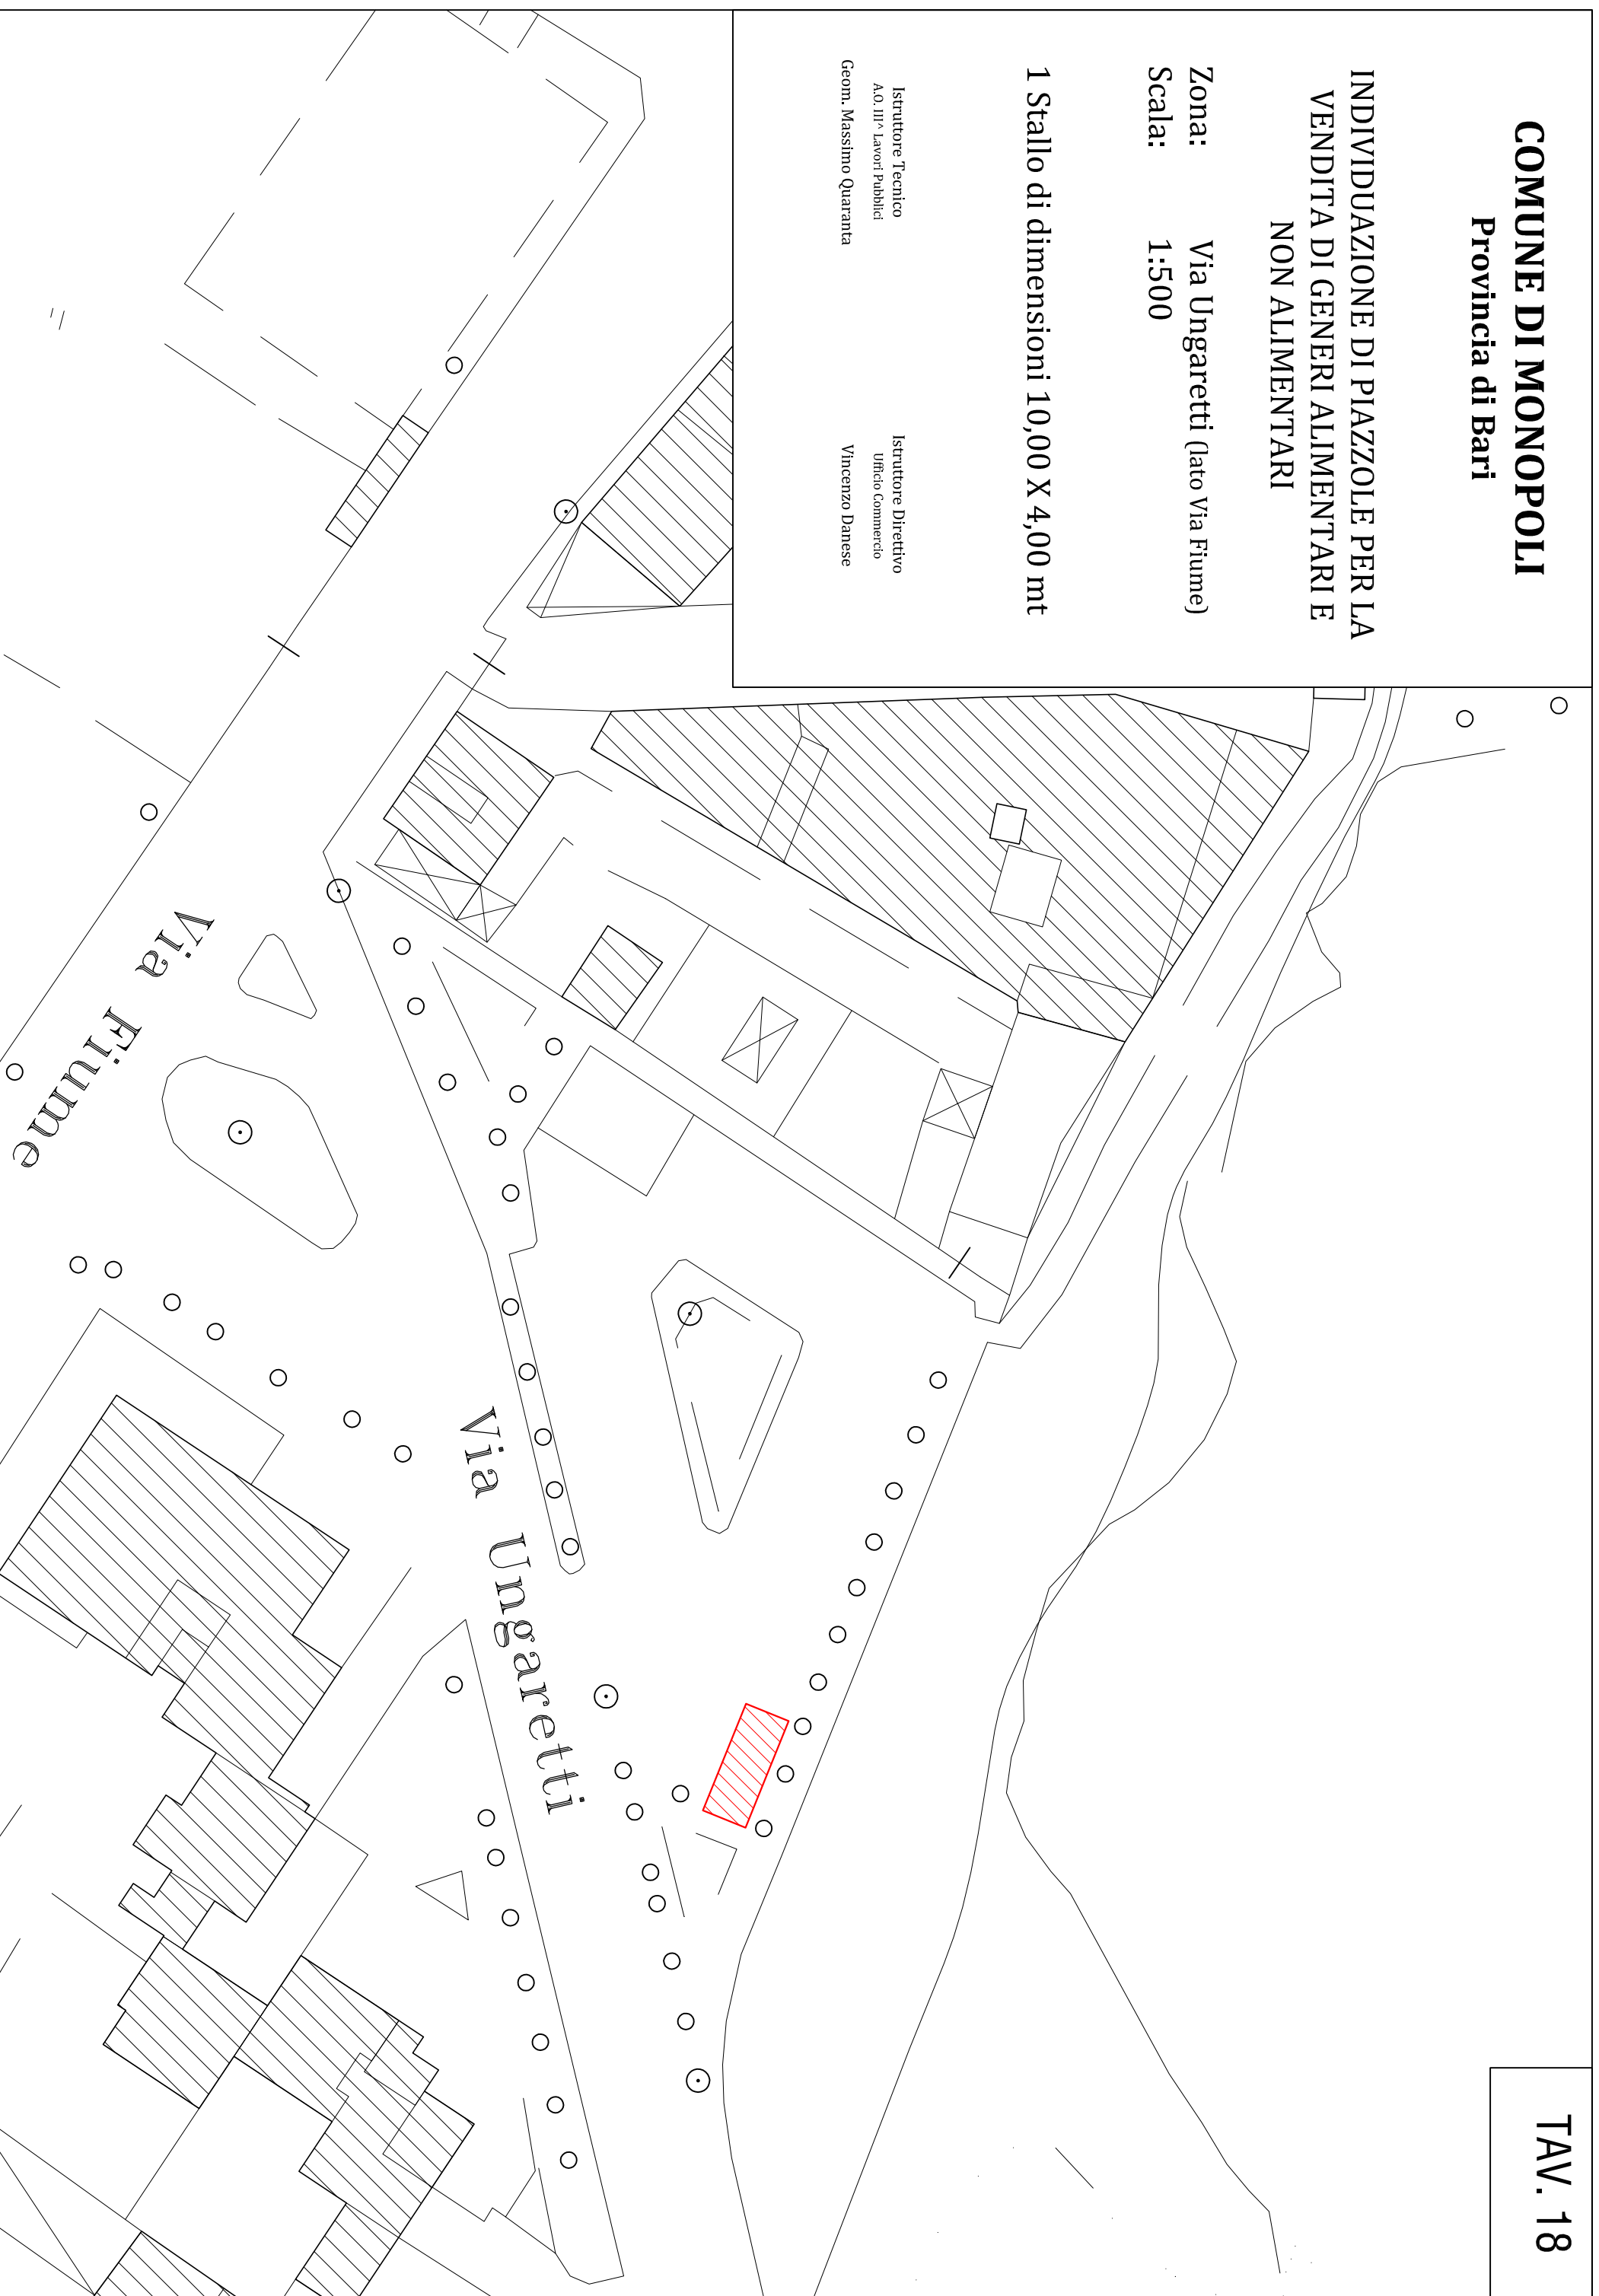 COMUNE DI MONOPOLI
Provincia di Bari
INDIVIDUAZIONE DI PIAZZOLE PER LA
VENDITA DI GENERI ALIMENTARI E
NON ALIMENTARI
Zona: Via Ungaretti (lato Via Fiume)
Scala: 1:500
1 Stallo di dimensioni 10,00 X 4,00 mt
Istruttore Tecnico
A.O. III^ Lavori Pubblici
Geom. Massimo Quaranta
Istruttore Direttivo
Ufficio Commercio
Vincenzo Danese
TAV. 18
Via Fiume
Via Ungaretti